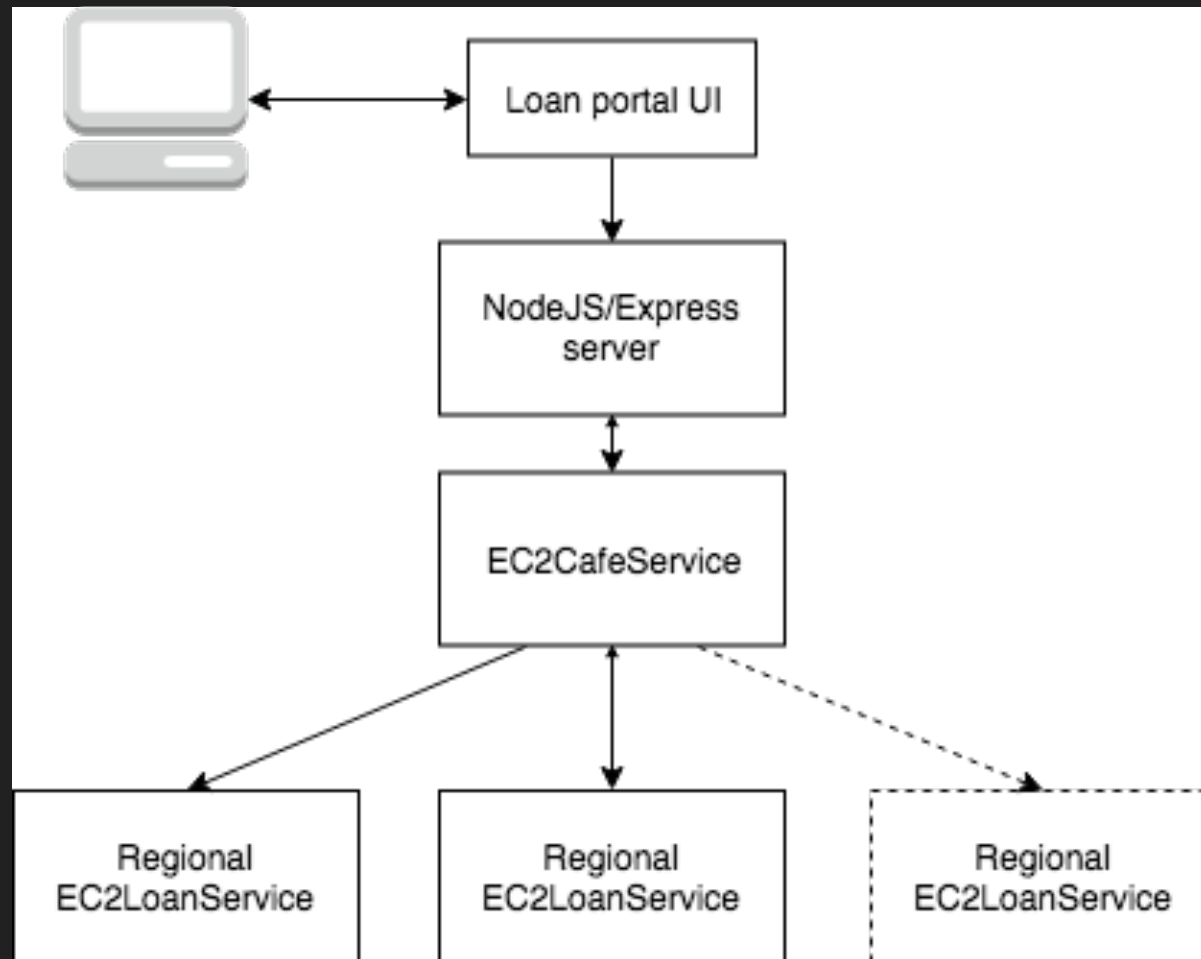 Loan portal UI
NodeJS/Express
server
EC2CafeService
Regional
EC2LoanService
Regional
EC2LoanService
Regional
EC2LoanService